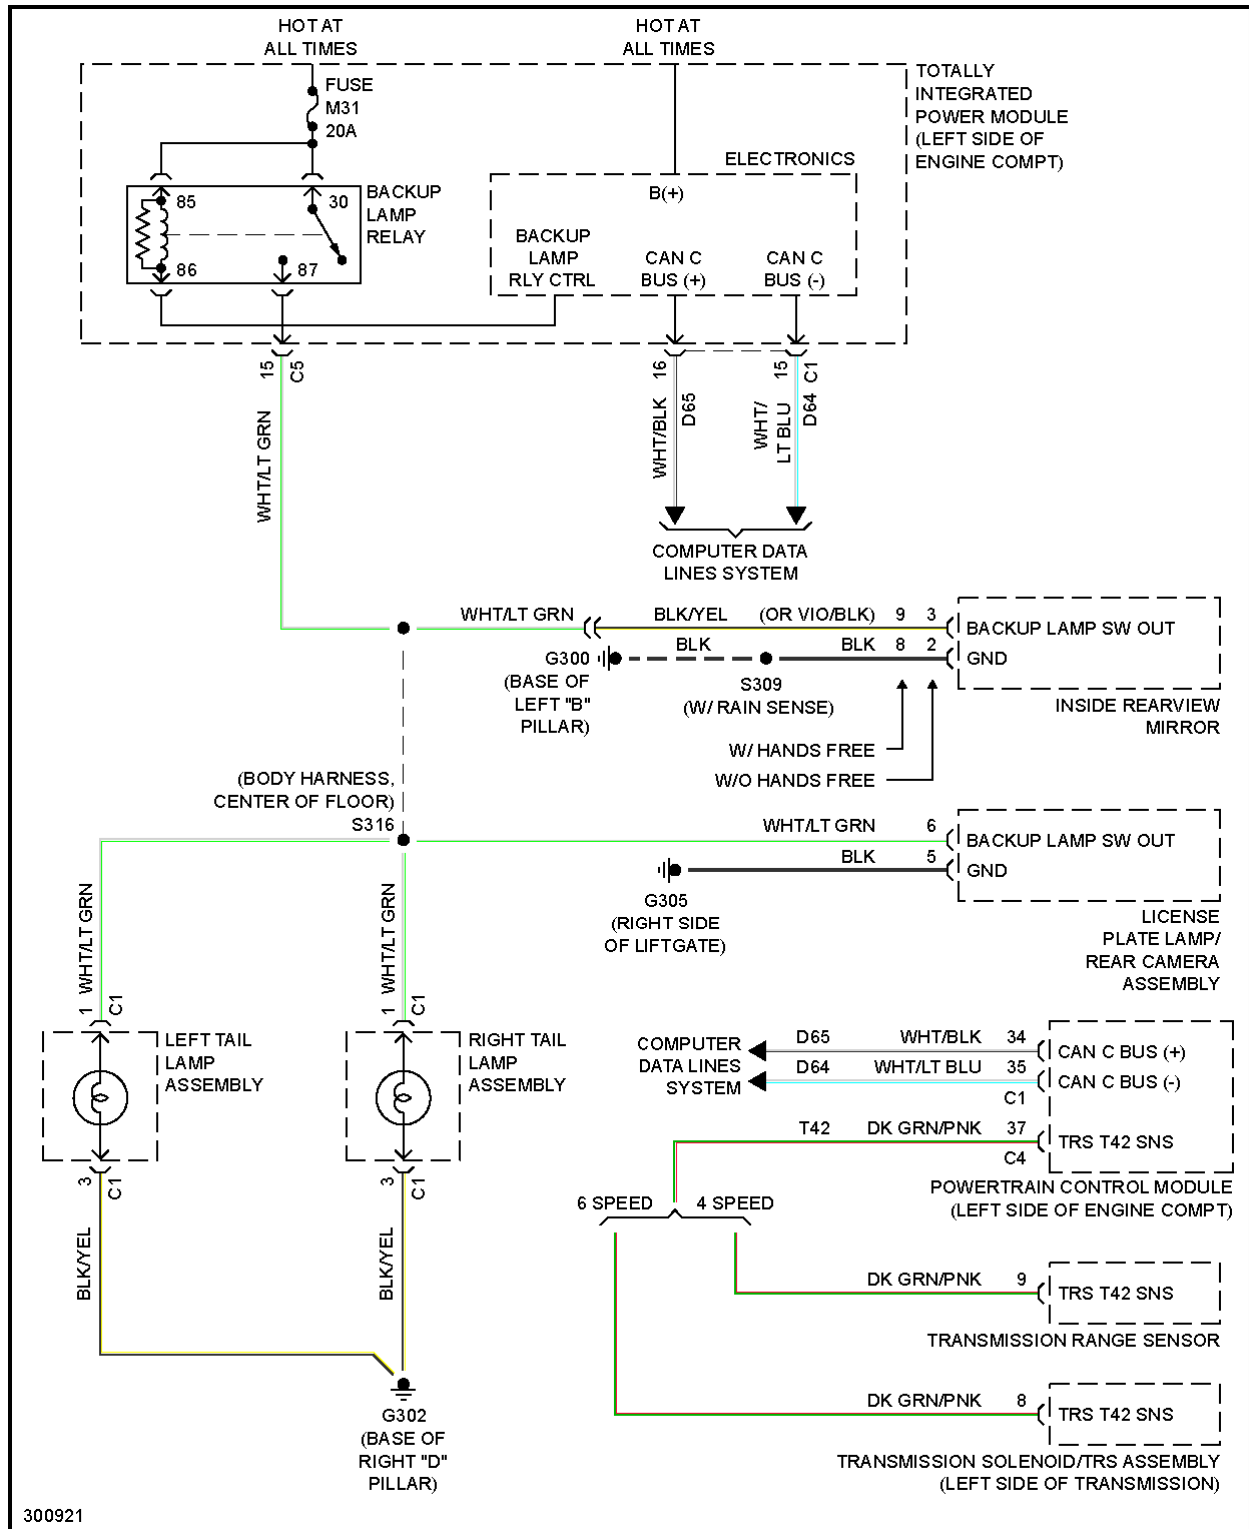 HOT AT
ALL TIMES
HOT AT
ALL TIMES
FUSE
M31
20A
TOTALLY
INTEGRATED
POWER MODULE
(LEFT SIDE OF
ENGINE COMPT)
ELECTRONICS
B(+)
85
30
BACKUP
LAMP
RELAY
86
87
BACKUP
LAMP
RLY CTRL
CAN C
BUS (+)
CAN C
BUS (-)
15
C5
16
D65
15
C1
D64
WHT/LT GRN
WHT/BLK
WHT/
LT BLU
COMPUTER DATA
LINES SYSTEM
WHT/LT GRN
BLK/YEL
(OR VIO/BLK)
9
3
BACKUP LAMP SW OUT
G300
BLK
BLK
8
2
GND
(BASE OF
LEFT "B"
PILLAR)
S309
(W/ RAIN SENSE)
INSIDE REARVIEW
MIRROR
W/ HANDS FREE
W/O HANDS FREE
(BODY HARNESS,
CENTER OF FLOOR)
S316
WHT/LT GRN
6
BACKUP LAMP SW OUT
BLK
5
GND
G305
(RIGHT SIDE
OF LIFTGATE)
LICENSE
PLATE LAMP/
REAR CAMERA
ASSEMBLY
WHT/LT GRN
1
C1
WHT/LT GRN
1
C1
LEFT TAIL
LAMP
ASSEMBLY
RIGHT TAIL
LAMP
ASSEMBLY
COMPUTER
DATA LINES
SYSTEM
D65
WHT/BLK
34
CAN C BUS (+)
D64
WHT/LT BLU
35
CAN C BUS (-)
C1
T42
DK GRN/PNK
37
TRS T42 SNS
C4
POWERTRAIN CONTROL MODULE
(LEFT SIDE OF ENGINE COMPT)
3
C1
3
C1
BLK/YEL
BLK/YEL
6 SPEED
4 SPEED
DK GRN/PNK
9
TRS T42 SNS
TRANSMISSION RANGE SENSOR
DK GRN/PNK
8
TRS T42 SNS
TRANSMISSION SOLENOID/TRS ASSEMBLY
(LEFT SIDE OF TRANSMISSION)
G302
(BASE OF
RIGHT "D"
PILLAR)
300921